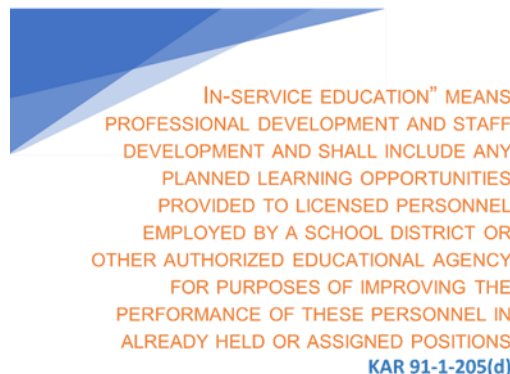 IN-SERVICE EDUCATION” MEANS
PROFESSIONAL DEVELOPMENT AND STAFF
DEVELOPMENT AND SHALL INCLUDE ANY
PLANNED LEARNING OPPORTUNITIES
PROVIDED TO LICENSED PERSONNEL
EMPLOYED BY A SCHOOL DISTRICT OR
OTHER AUTHORIZED EDUCATIONAL AGENCY
FOR PURPOSES OF IMPROVING THE
PERFORMANCE OF THESE PERSONNEL IN
ALREADY HELD OR ASSIGNED POSITIONS
KAR 91-1-205(d)